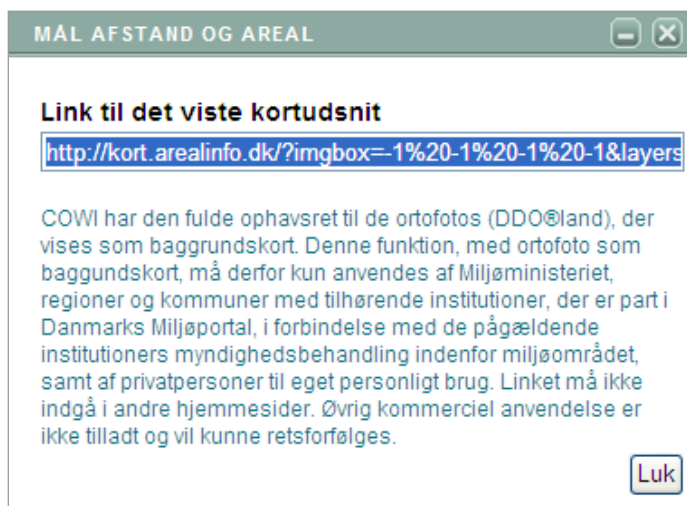 MÅL AFSTAND OG AREAL
Link til det viste kortudsnit
http://kort.arealinfo.dk/?imgbox=-1%20-1%20-1%20-1&layers
COWI har den fulde ophavsret til de ortofotos (DDO®land), der
vises som baggrundskort. Denne funktion, med ortofoto som
baggundskort, må derfor kun anvendes af Miljøministeriet,
regioner og kommuner med tilhørende institutioner, der er part i
Danmarks Miljøportal, i forbindelse med de pågældende
institutioners myndighedsbehandling indenfor miljøområdet,
samt af privatpersoner til eget personligt brug. Linket må ikke
indgå i andre hjemmesider. Øvrig kommerciel anvendelse er
ikke tilladt og vil kunne retsforfølges.
Luk